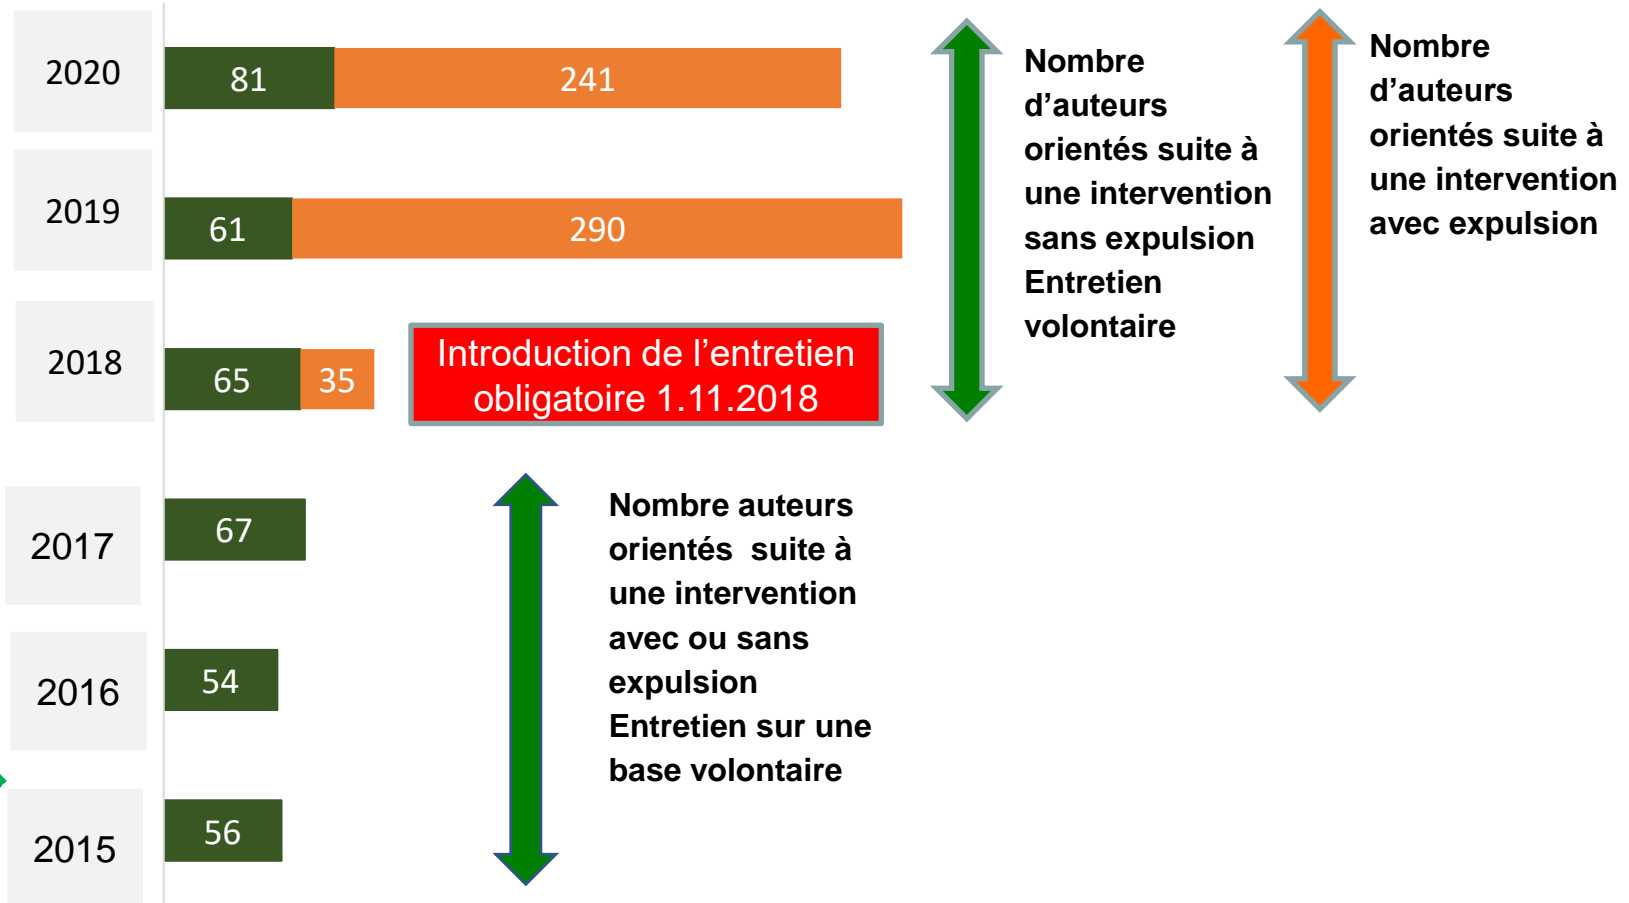 2020
81
241
2019
61
290
2018
65
35
Introduction de l’entretien
obligatoire 1.11.2018
Nombre
d’auteurs
orientés suite à
une intervention
sans expulsion
Entretien
volontaire
Nombre
d’auteurs
orientés suite à
une intervention
avec expulsion
2017
67
2016
54
2015
56
Nombre auteurs
orientés  suite à
une intervention
avec ou sans
expulsion
Entretien sur une
base volontaire